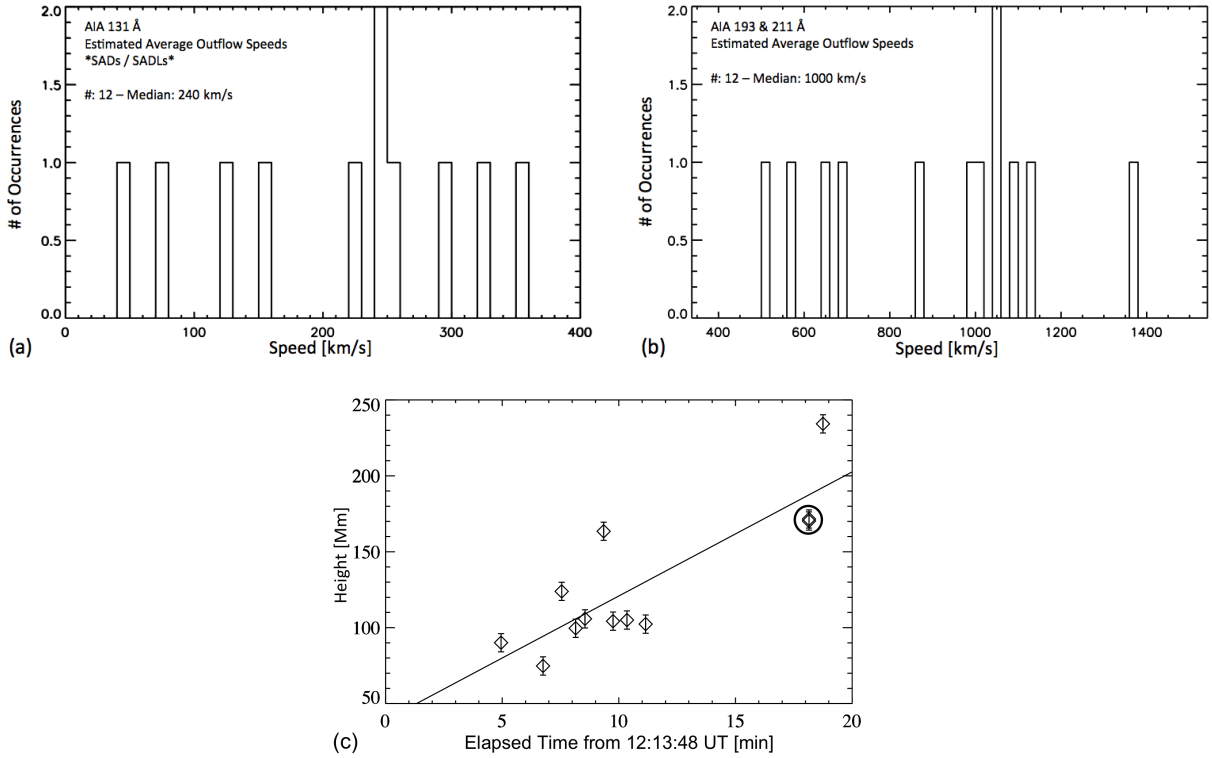 AIA 131 Å
Estimated Average Outflow Speeds
*SADs / SADLs*
#: 12 – Median: 240 km/s
# of Occurrences
2.0
1.5
1.0
0.5
0.0
0 100 200 300 400
Speed [km/s]
(a)
AIA 193 & 211 Å
Estimated Average Outflow Speeds
#: 12 – Median: 1000 km/s
# of Occurrences
2.0
1.5
1.0
0.5
0.0
400 600 800 1000 1200 1400
Speed [km/s]
(b)
Height [Mm]
250
200
150
100
50
0 5 10 15 20
Elapsed Time from 12:13:48 UT [min]
(c)